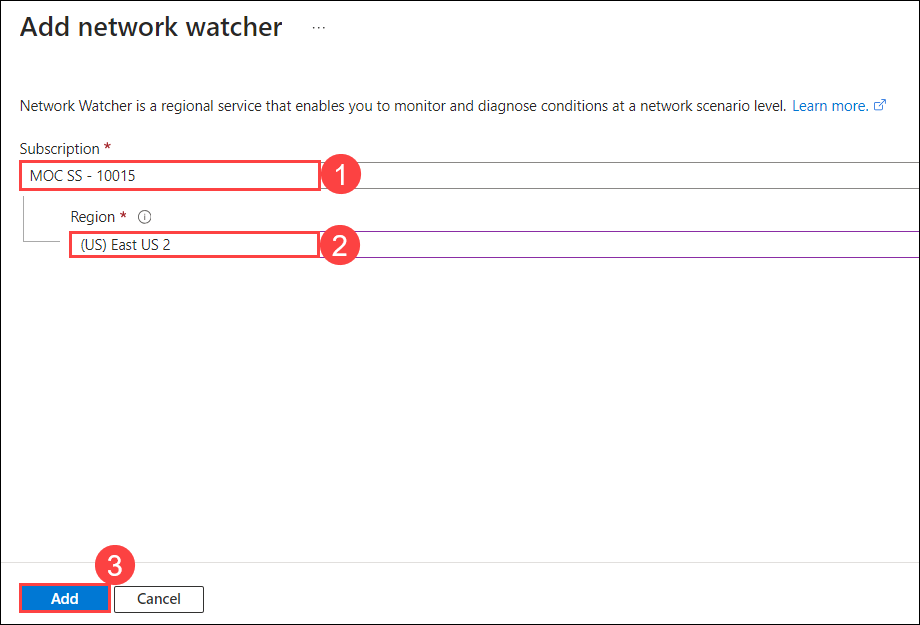 Add network watcher ...
Network Watcher is a regional service that enables you to monitor and diagnose conditions at a network scenario level. Learn more.
Subscription *
MOC SS - 10015 1
Region *
(US) East US 2 2
3
Add Cancel